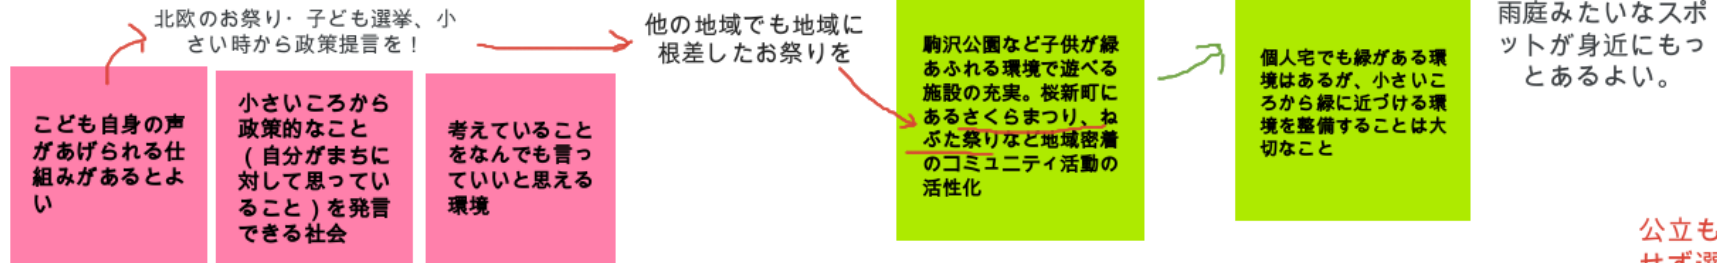 北欧のお祭り・子ども選挙、小
さい時から政策提言を！
こども自身の声
があげられる仕
組みがあるとよ
い
小さいころから
政策的なこと
（自分がまちに
対して思ってい
ること）を発言
できる社会
考えていること
をなんでも言っ
ていいと思える
環境
他の地域でも地域に
根差したお祭りを
駒沢公園など子供が緑
あふれる環境で遊べる
施設の充実。桜新町に
あるさくらまつり、ね
ぶた祭りなど地域密着
のコミュニティ活動の
活性化
個人宅でも緑がある環
境はあるが、小さいこ
ろから緑に近づける環
境を整備することは大
切なこと
雨庭みたいなスポ
ットが身近にもっ
とあるよい。
公立も
せず選